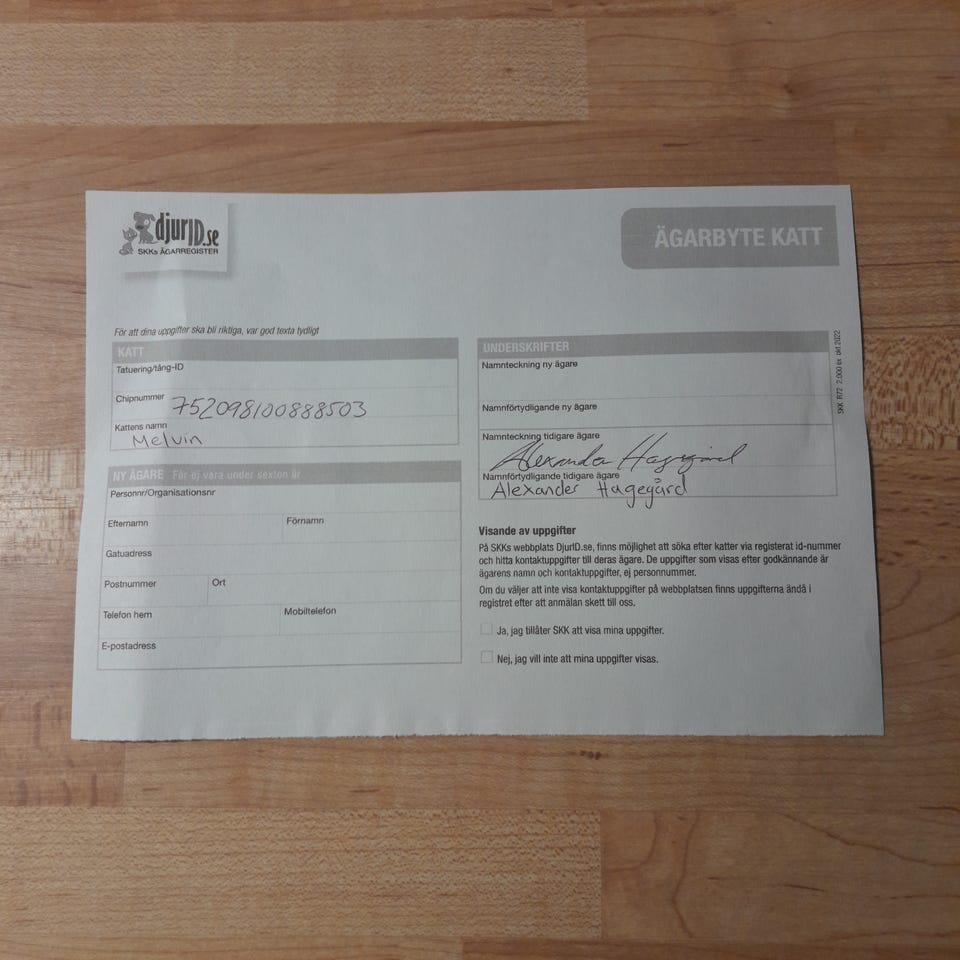 djurID.se
SKKs ÄGARREGISTER
ÄGARBYTE KATT
För att dina uppgifter ska bli riktiga, var god texta tydligt
KATT
Tatuering/tång-ID
Chipnummer 752098100888503
Kattens namn
Melvin
NY ÄGARE Får ej vara under sexton år
Personnr/Organisationsnr
Efternamn Förnamn
Gatuadress
Postnummer Ort
Telefon hem Mobiltelefon
E-postadress
UNDERSKRIFTER
Namnteckning ny ägare
Namnförtydligande ny ägare
Namnteckning tidigare ägare
Alexander Hagegård
Namnförtydligande tidigare ägare
Alexander Hagegård
Visande av uppgifter
På SKKs webbplats DjurID.se, finns möjlighet att söka efter katter via registerat id-nummer
och hitta kontaktuppgifter till deras ägare. De uppgifter som visas efter godkännande är
ägarens namn och kontaktuppgifter, ej personnummer.
Om du väljer att inte visa kontaktuppgifter på webbplatsen finns uppgifterna ändå i
registret efter att anmälan skett till oss.
Ja, jag tillåter SKK att visa mina uppgifter.
Nej, jag vill inte att mina uppgifter visas.
SKK R72 2.000 ex okt 2022